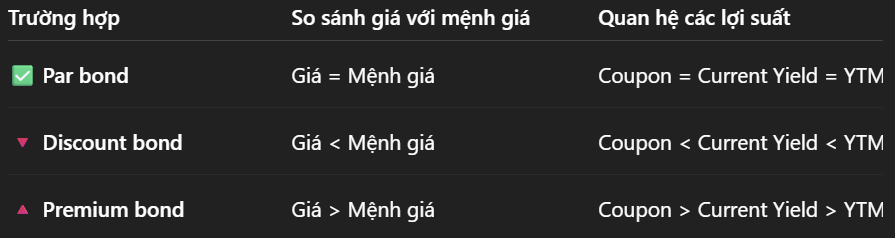 Trường hợp So sánh giá với mệnh giá Quan hệ các lợi suất
✅ Par bond Giá = Mệnh giá Coupon = Current Yield = YTM
🔻 Discount bond Giá < Mệnh giá Coupon < Current Yield < YTM
🔺 Premium bond Giá > Mệnh giá Coupon > Current Yield > YTM